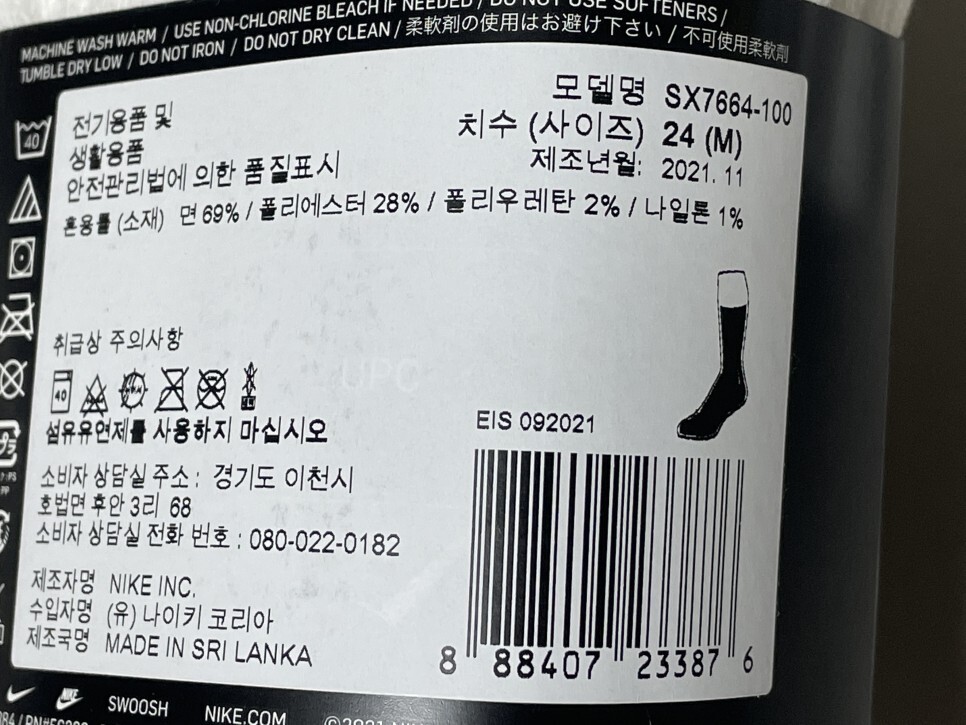 MACHINE WASH WARM / USE NON-CHLORINE BLEACH IF NEEDED / DO NOT USE SOFTENERS /
TUMBLE DRY LOW / DO NOT IRON / DO NOT DRY CLEAN / 柔軟剤の使用はお避け下さい / 不可使用柔軟劑
모델명 SX7664-100
전기용품 및
치수 (사이즈) 24 (M)
생활용품
제조년월: 2021. 11
안전관리법에 의한 품질표시
혼용률 (소재) 면 69% / 폴리에스터 28% / 폴리우레탄 2% / 나일론 1%
취급상 주의사항
40
40
UPC
EIS 092021
섬유유연제를 사용하지 마십시오
소비자 상담실 주소 : 경기도 이천시
호법면 후안 3리 68
소비자 상담실 전화 번호 : 080-022-0182
제조자명 NIKE INC.
수입자명 (유) 나이키 코리아
제조국명 MADE IN SRI LANKA
8 88407 23387 6
SWOOSH NIKE.COM